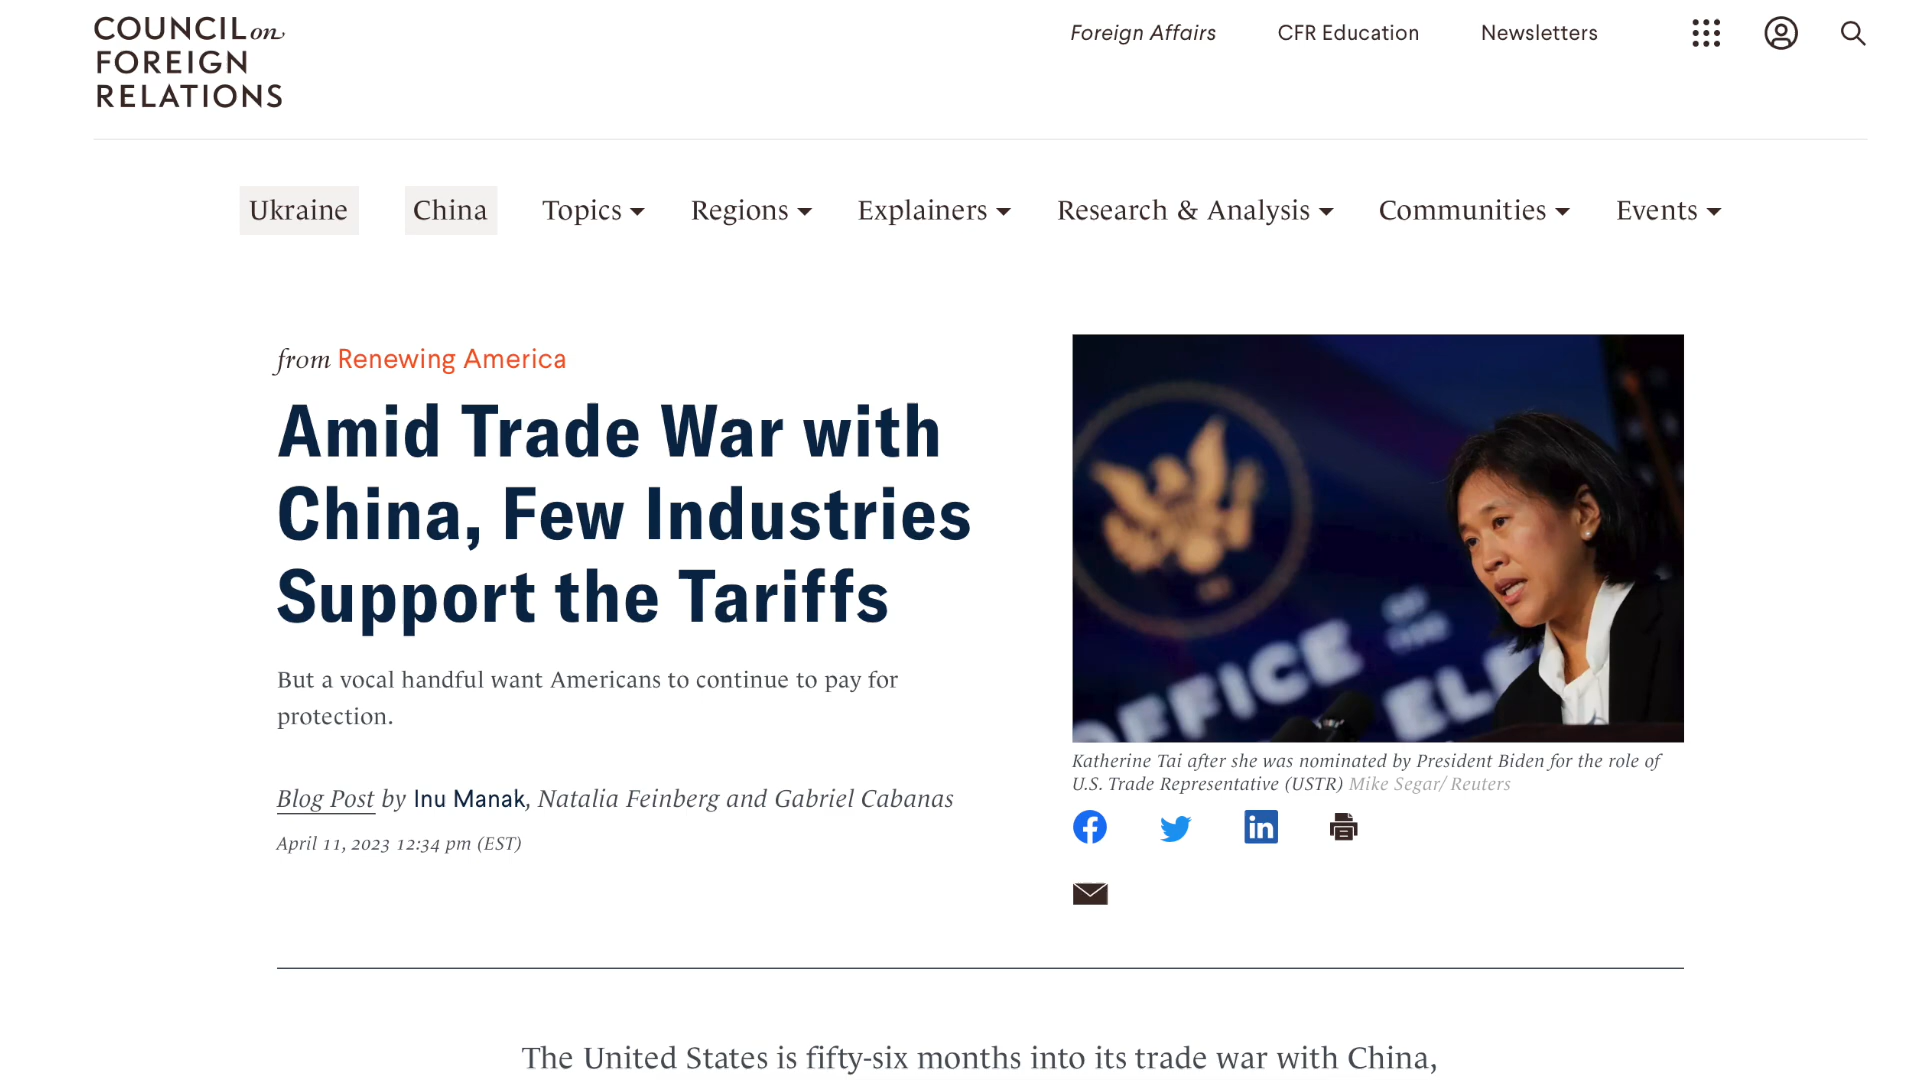 COUNCIL on
FOREIGN
RELATIONS
Foreign Affairs
CFR Education
Newsletters
Ukraine
China
Topics
Regions
Explainers
Research & Analysis
Communities
Events
from Renewing America
Amid Trade War with
China, Few Industries
Support the Tariffs
But a vocal handful want Americans to continue to pay for
protection.
Blog Post by Inu Manak, Natalia Feinberg and Gabriel Cabanas
April 11, 2023 12:34 pm (EST)
OFFICE OF THE
ELE
Katherine Tai after she was nominated by President Biden for the role of
U.S. Trade Representative (USTR) Mike Segar/ Reuters
The United States is fifty-six months into its trade war with China,